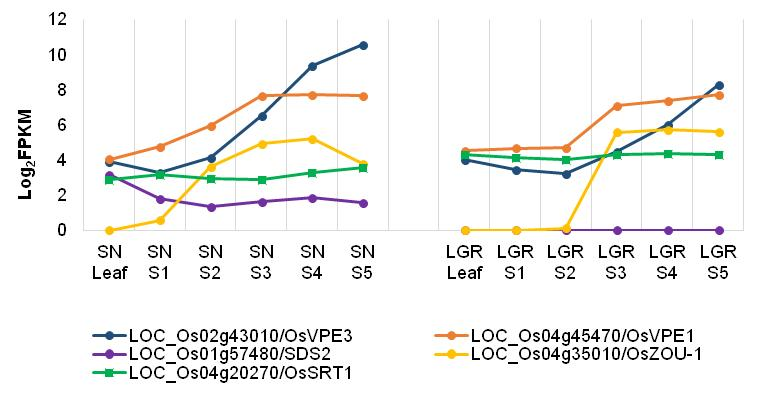 12
10
8
6
4
2
0
Log2FPKM
SN SN SN SN SN SN LGR LGR LGR LGR LGR LGR
Leaf S1 S2 S3 S4 S5 Leaf S1 S2 S3 S4 S5
LOC_Os02g43010/OsVPE3 LOC_Os04g45470/OsVPE1
LOC_Os01g57480/SDS2 LOC_Os04g35010/OsZOU-1
LOC_Os04g20270/OsSRT1